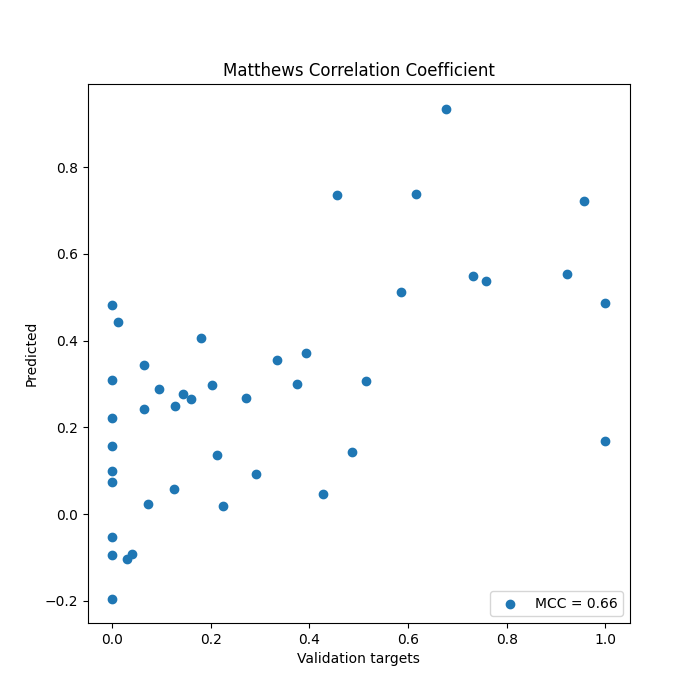 Matthews Correlation Coefficient
0.8
0.6
0.4
0.2
0.0
−0.2
Predicted
MCC = 0.66
0.0 0.2 0.4 0.6 0.8 1.0
Validation targets